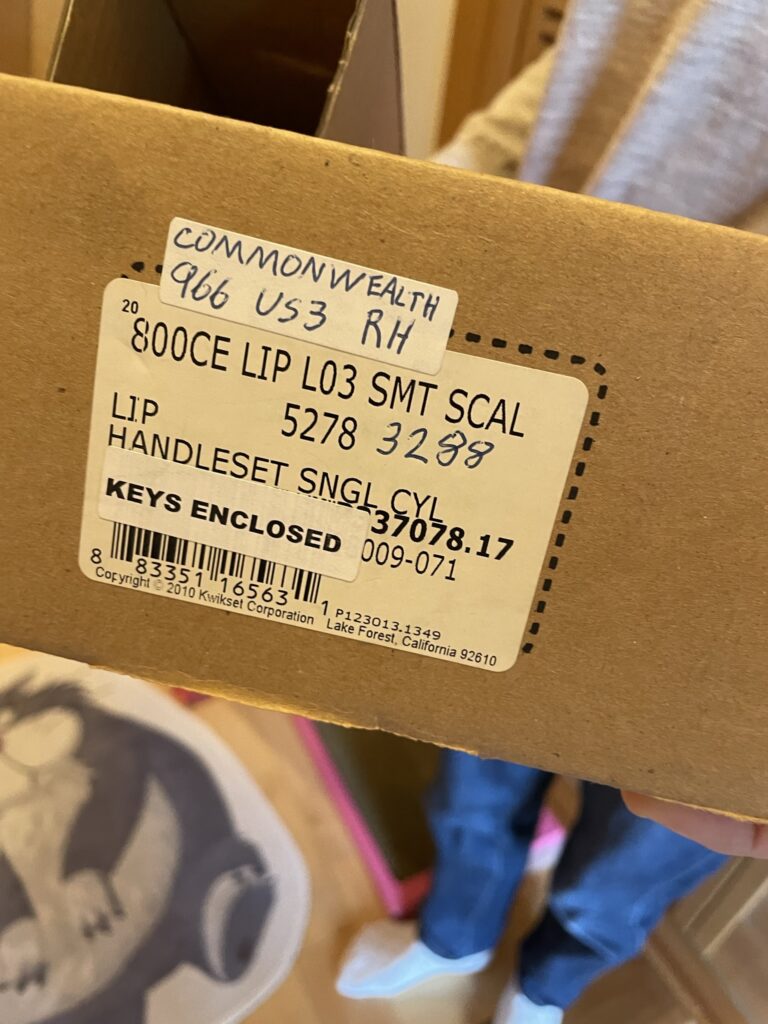 COMMONWEALTH
966 US3 RH
20
800CE LIP L03 SMT SCAL
LIP 5278 3288
HANDLESET SNGL CYL
KEYS ENCLOSED
37078.17
009-071
8 83351 16563 1
P123013.1349
Copyright © 2010 Kwikset Corporation Lake Forest, California 92610